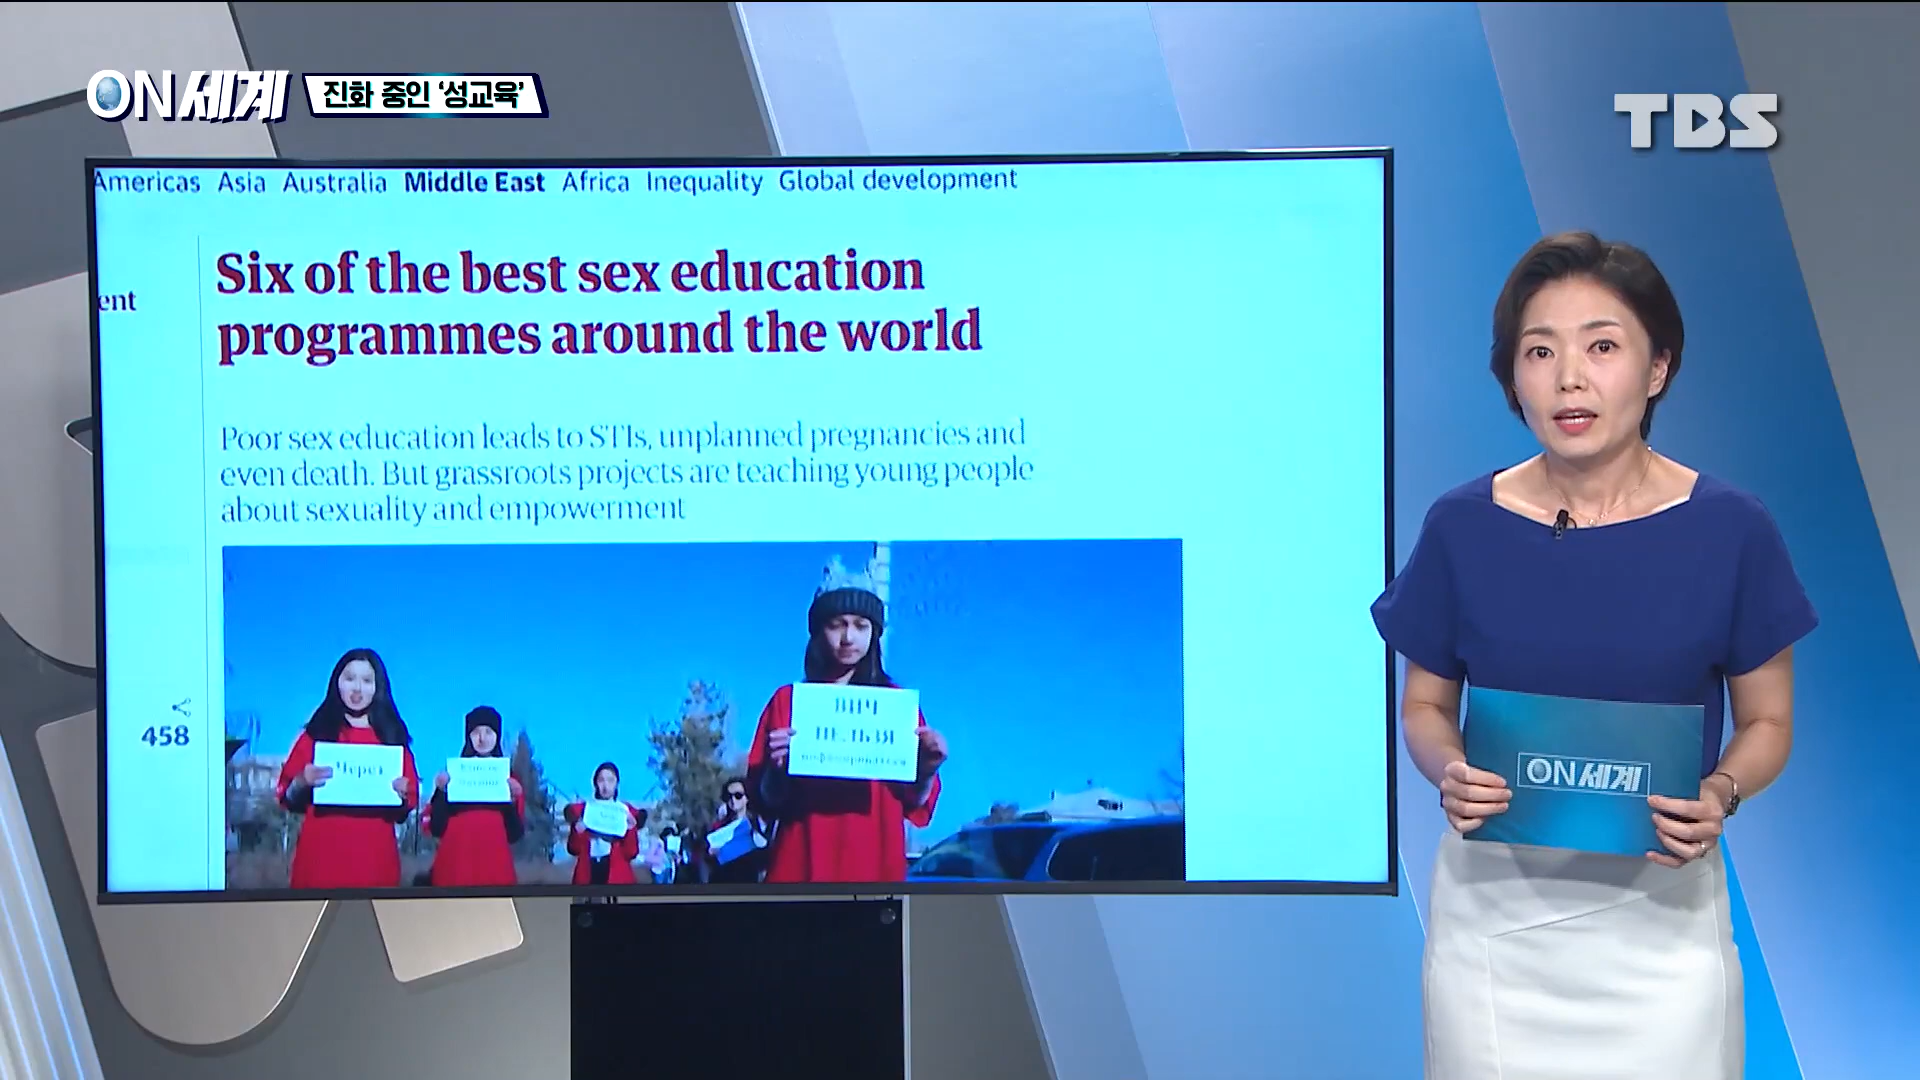 ON세계 진화 중인 ‘성교육’
TBS
Americas Asia Australia Middle East Africa Inequality Global development
ent
Six of the best sex education
programmes around the world
Poor sex education leads to STIs, unplanned pregnancies and
even death. But grassroots projects are teaching young people
about sexuality and empowerment
458
Через
ВИЧ
НЕЛЬЗЯ
ON세계